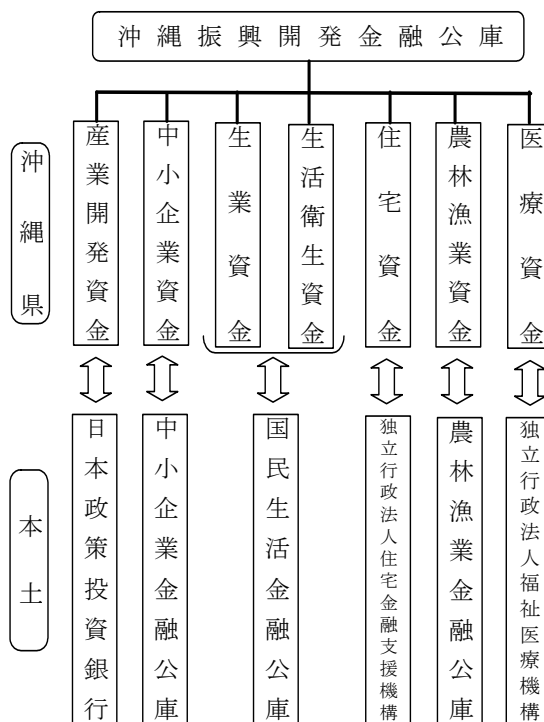 沖縄振興開発金融公庫
沖縄県
産業開発資金
中小企業資金
生業資金
生活衛生資金
住宅資金
農林漁業資金
医療資金
本土
日本政策投資銀行
中小企業金融公庫
国民生活金融公庫
独立行政法人住宅金融支援機構
農林漁業金融公庫
独立行政法人福祉医療機構